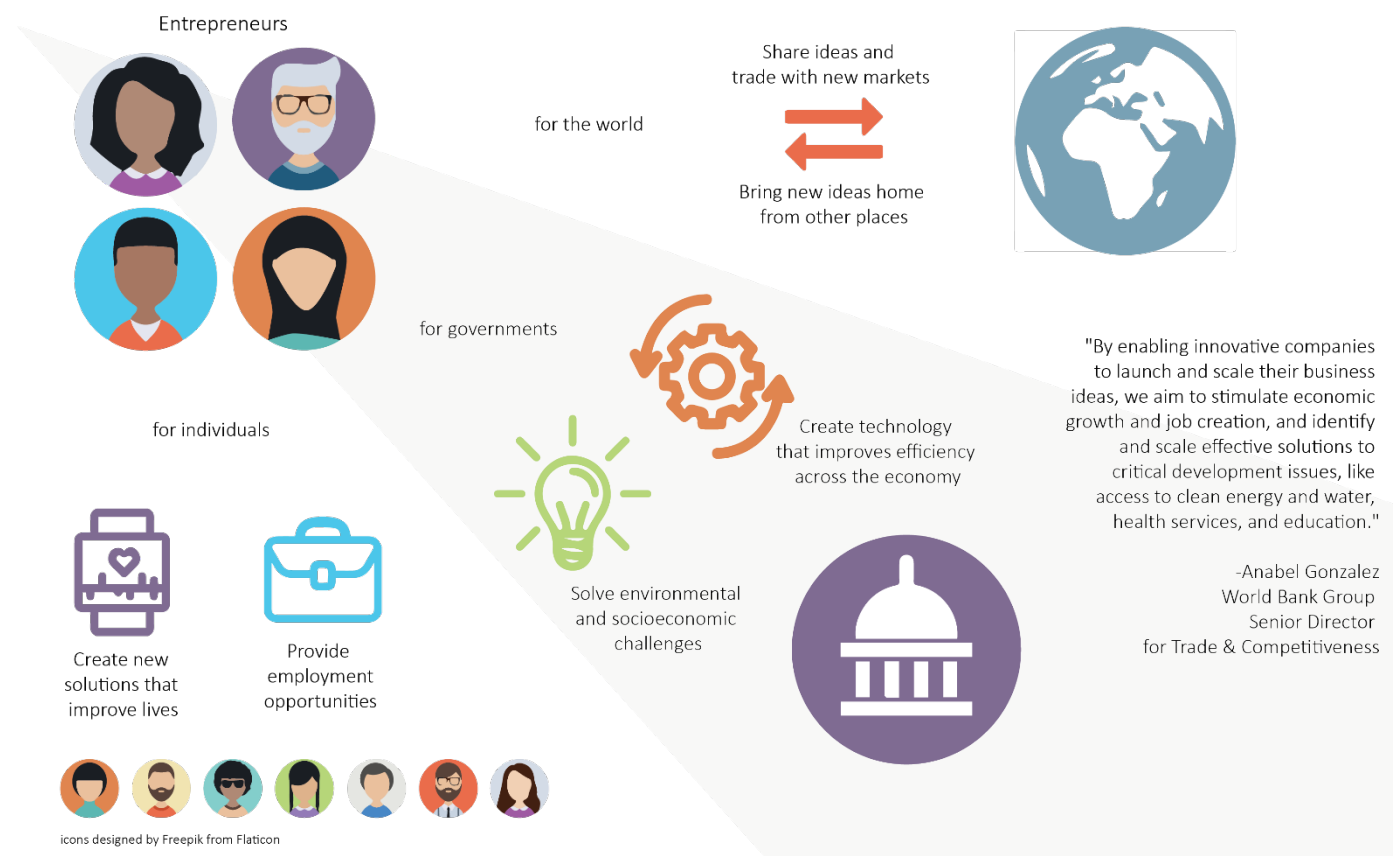 Entrepreneurs
for the world
Share ideas and
trade with new markets
Bring new ideas home
from other places
for governments
Create technology
that improves efficiency
across the economy
Solve environmental
and socioeconomic
challenges
for individuals
Create new
solutions that
improve lives
Provide
employment
opportunities
"By enabling innovative companies
to launch and scale their business
ideas, we aim to stimulate economic
growth and job creation, and identify
and scale effective solutions to
critical development issues, like
access to clean energy and water,
health services, and education."
-Anabel Gonzalez
World Bank Group
Senior Director
for Trade & Competitiveness
icons designed by Freepik from Flaticon